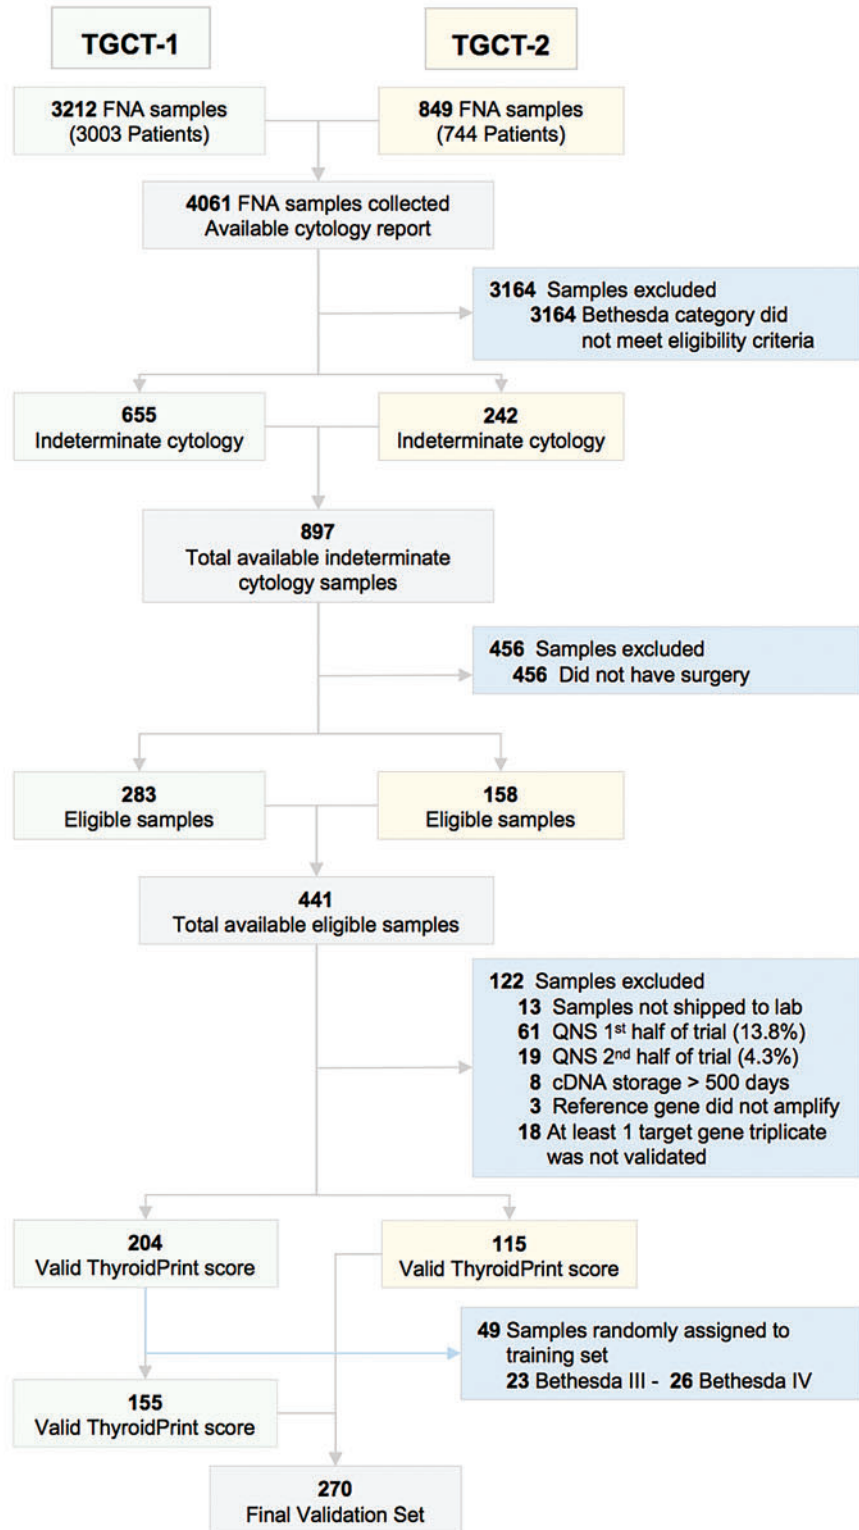 TGCT-1
TGCT-2
3212 FNA samples
(3003 Patients)
849 FNA samples
(744 Patients)
4061 FNA samples collected
Available cytology report
3164 Samples excluded
3164 Bethesda category did
not meet eligibility criteria
655
Indeterminate cytology
242
Indeterminate cytology
897
Total available indeterminate
cytology samples
456 Samples excluded
456 Did not have surgery
283
Eligible samples
158
Eligible samples
441
Total available eligible samples
122 Samples excluded
13 Samples not shipped to lab
61 QNS 1st half of trial (13.8%)
19 QNS 2nd half of trial (4.3%)
8 cDNA storage > 500 days
3 Reference gene did not amplify
18 At least 1 target gene triplicate
was not validated
204
Valid ThyroidPrint score
115
Valid ThyroidPrint score
49 Samples randomly assigned to
training set
23 Bethesda III - 26 Bethesda IV
155
Valid ThyroidPrint score
270
Final Validation Set